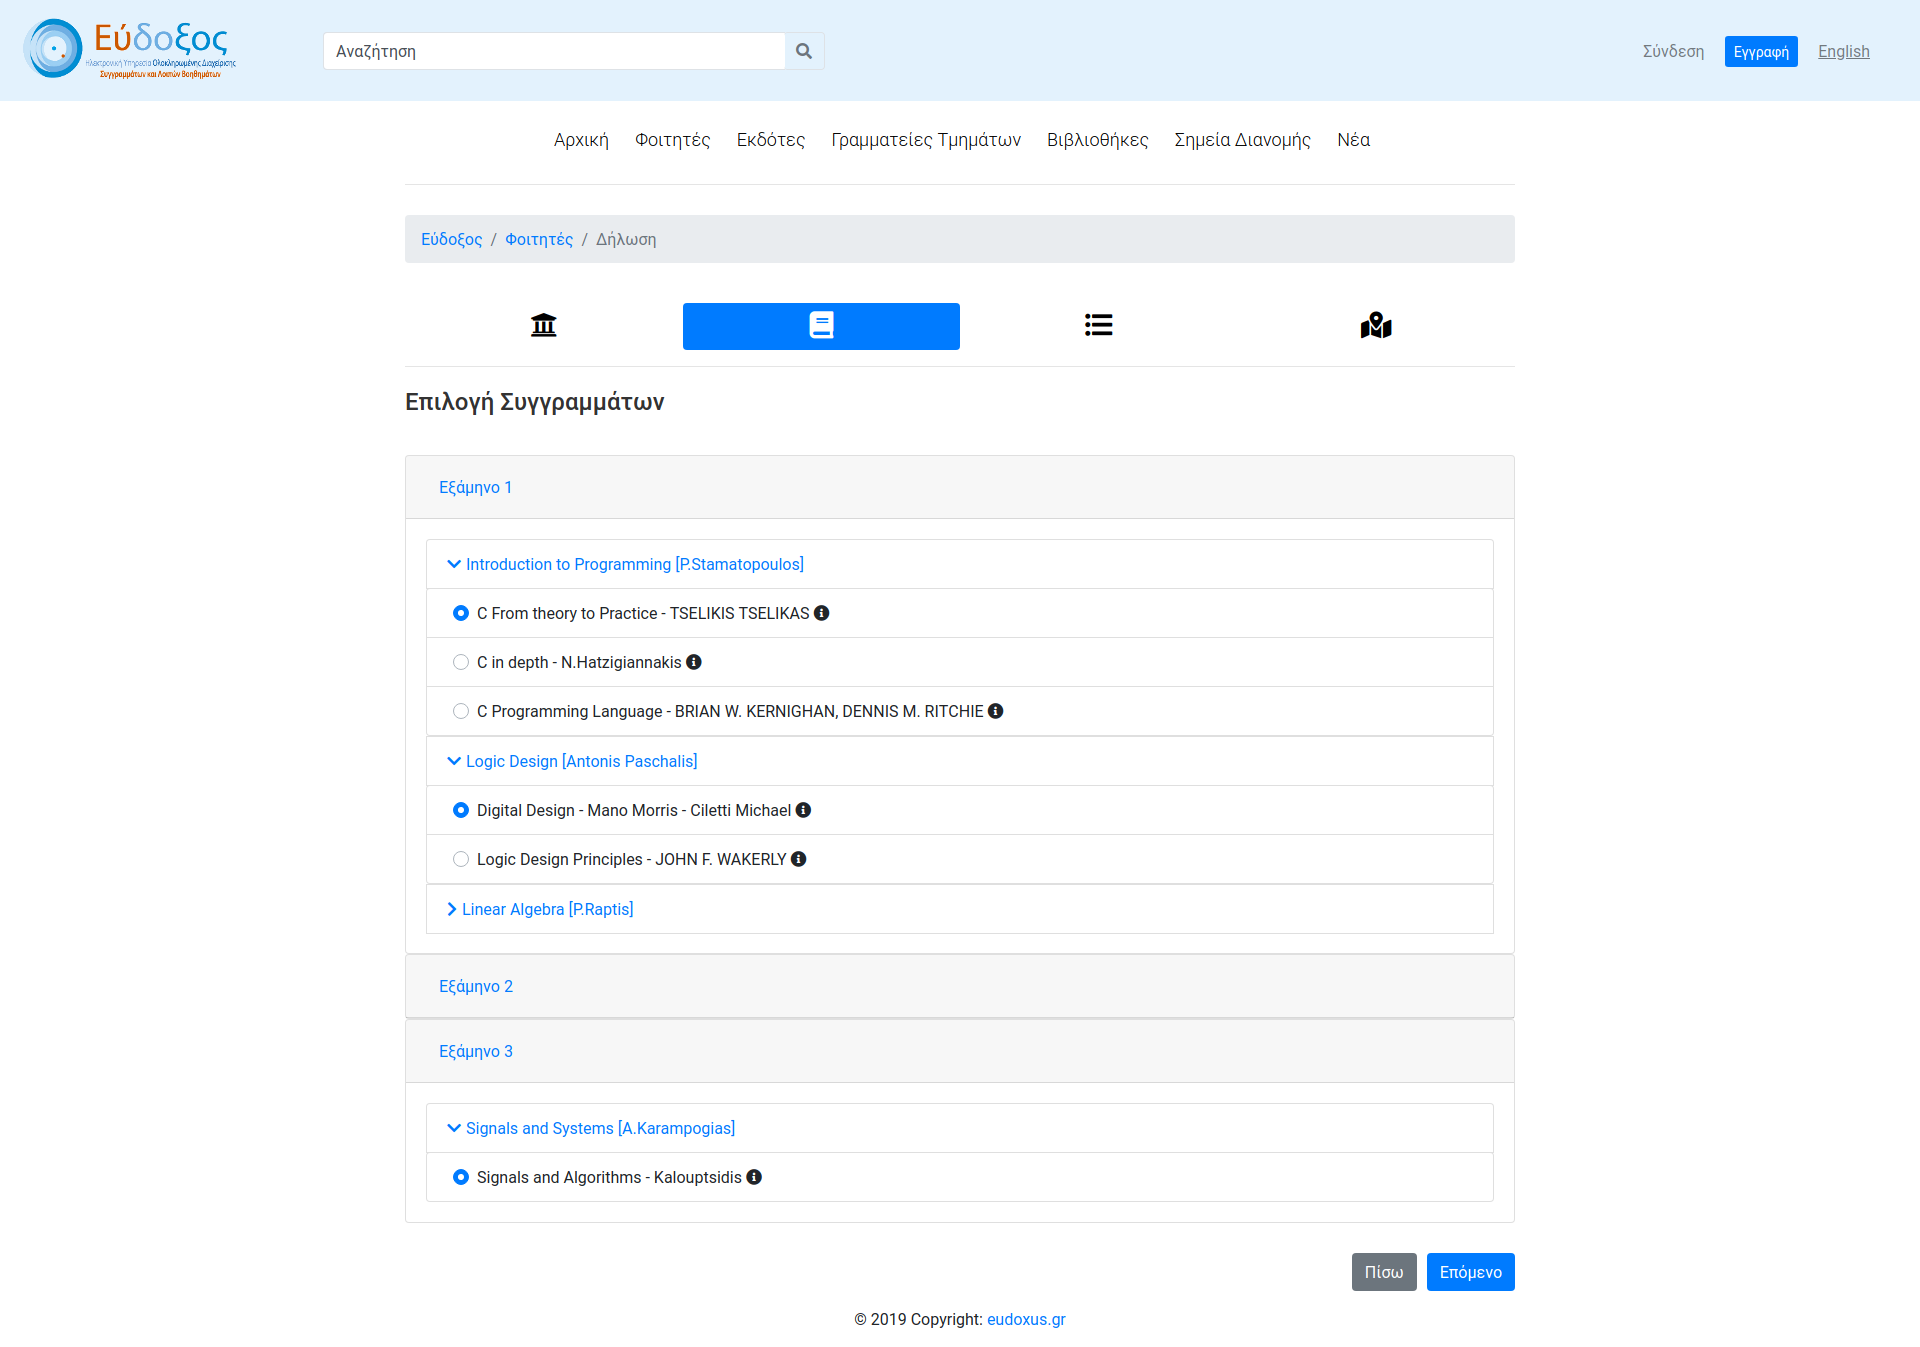 Εύδοξος
Ηλεκτρονική Υπηρεσία Ολοκληρωμένης Διαχείρισης
Συγγραμμάτων και Λοιπών Βοηθημάτων
Αναζήτηση
Σύνδεση Εγγραφή English
Αρχική Φοιτητές Εκδότες Γραμματείες Τμημάτων Βιβλιοθήκες Σημεία Διανομής Νέα
Εύδοξος / Φοιτητές / Δήλωση
Επιλογή Συγγραμμάτων
Εξάμηνο 1
Introduction to Programming [P.Stamatopoulos]
C From theory to Practice - TSELIKIS TSELIKAS
C in depth - N.Hatzigiannakis
C Programming Language - BRIAN W. KERNIGHAN, DENNIS M. RITCHIE
Logic Design [Antonis Paschalis]
Digital Design - Mano Morris - Ciletti Michael
Logic Design Principles - JOHN F. WAKERLY
Linear Algebra [P.Raptis]
Εξάμηνο 2
Εξάμηνο 3
Signals and Systems [A.Karampogias]
Signals and Algorithms - Kalouptsidis
Πίσω Επόμενο
© 2019 Copyright: eudoxus.gr